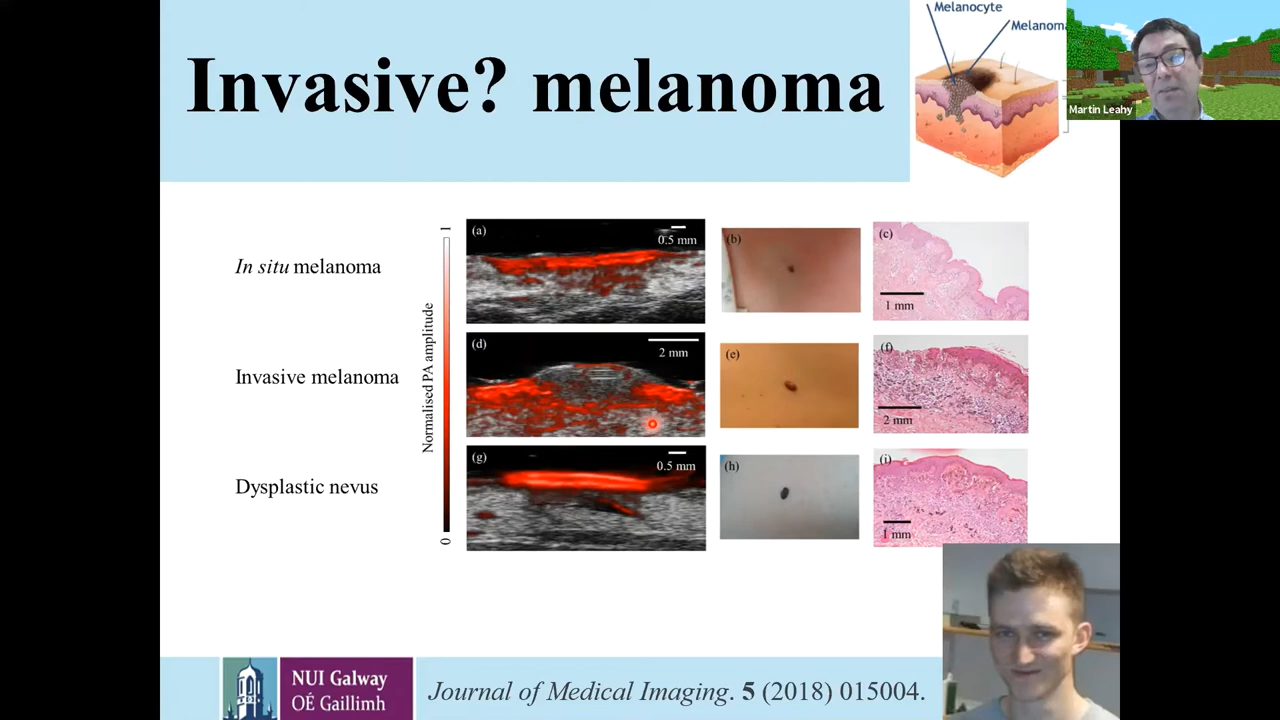 Invasive? melanoma
Melanocyte
Melanoma
Martin Leahy
In situ melanoma
Invasive melanoma
Dysplastic nevus
Normalised PA amplitude
1
0
(a)
0.5 mm
(b)
(c)
1 mm
(d)
2 mm
(e)
(f)
2 mm
(g)
0.5 mm
(h)
(i)
1 mm
NUI Galway
OÉ Gaillimh
Journal of Medical Imaging. 5 (2018) 015004.